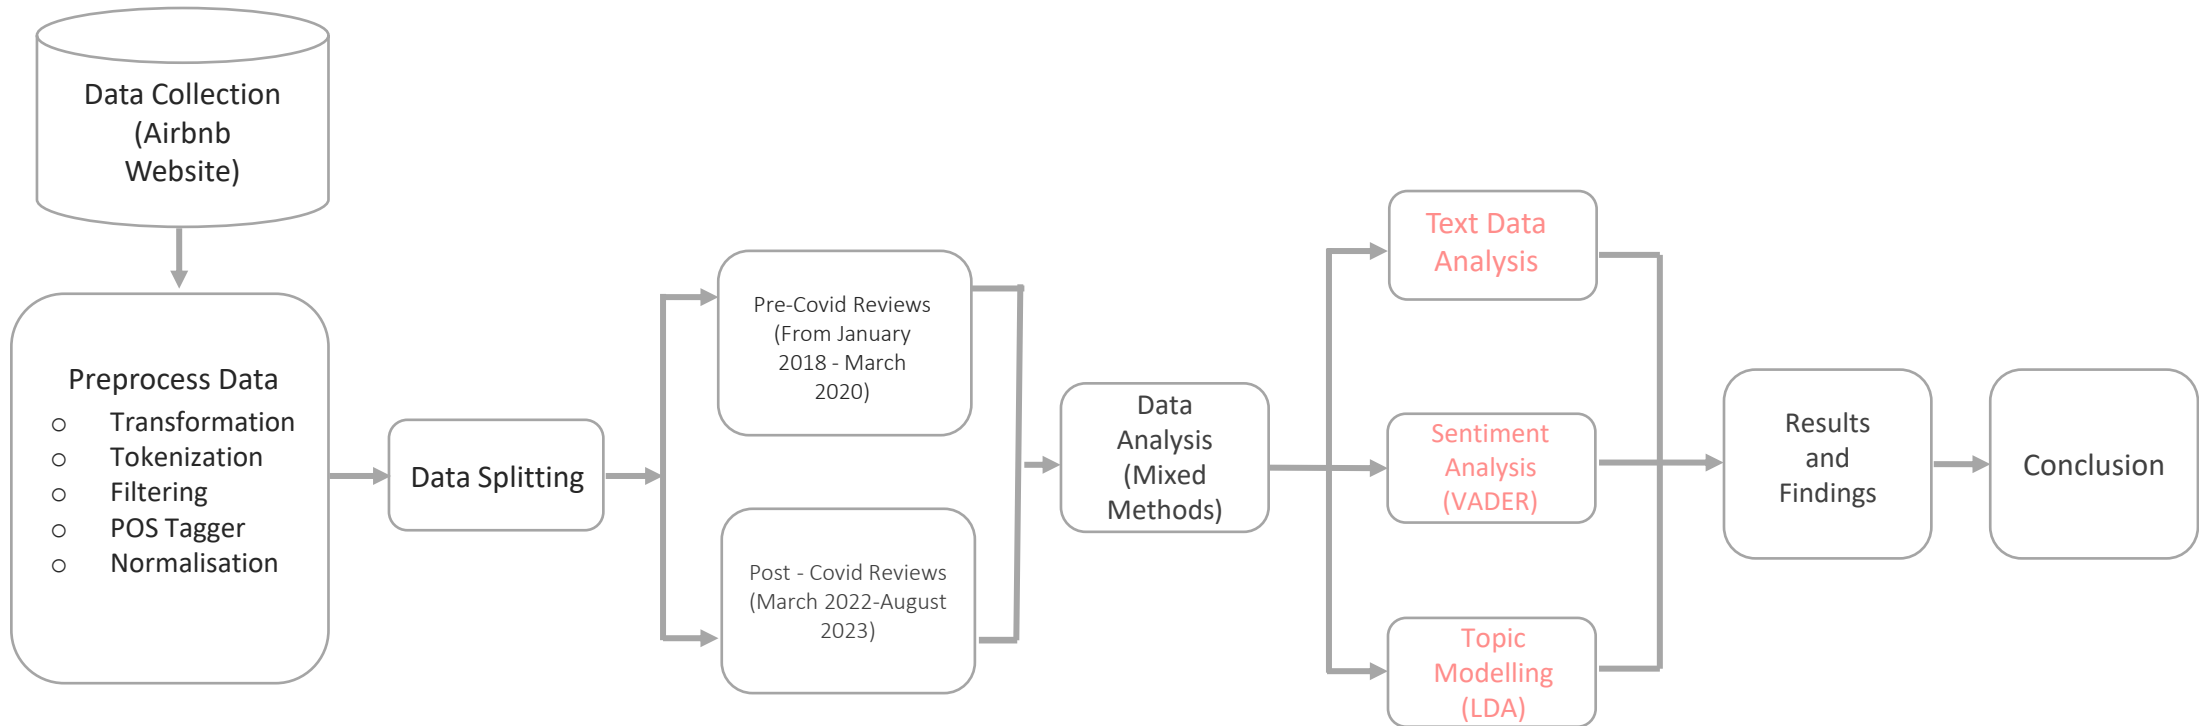 Data Collection
(Airbnb
Website)
Preprocess Data
o Transformation
o Tokenization
o Filtering
o POS Tagger
o Normalisation
Data Splitting
Pre-Covid Reviews
(From January
2018 - March
2020)
Post - Covid Reviews
(March 2022-August
2023)
Data
Analysis
(Mixed
Methods)
Text Data
Analysis
Sentiment
Analysis
(VADER)
Topic
Modelling
(LDA)
Results
and
Findings
Conclusion